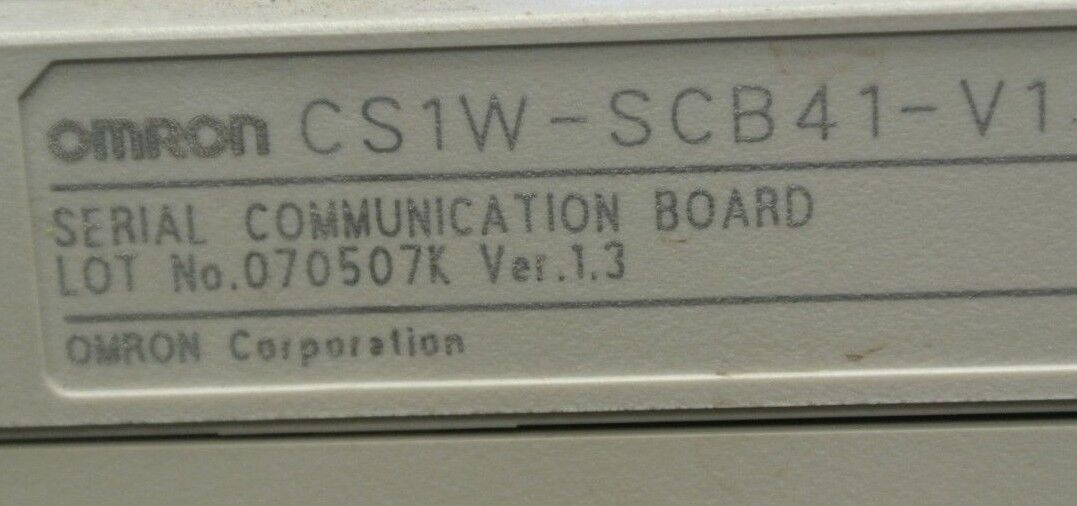 OMRON CS1W-SCB41-V1
SERIAL COMMUNICATION BOARD
LOT No.070507K Ver.1.3
OMRON Corporation